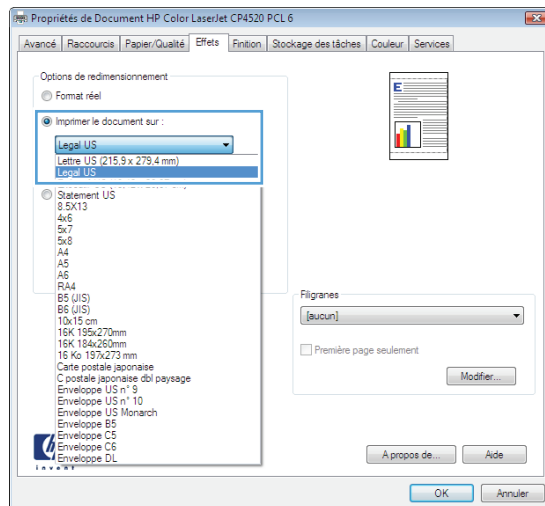 Propriétés de Document HP Color LaserJet CP4520 PCL 6
Avancé Raccourcis Papier/Qualité Effets Finition Stockage des tâches Couleur Services
Options de redimensionnement
Format réel
Imprimer le document sur :
Legal US
Lettre US (215,9 x 279.4 mm)
Legal US
Statement US
8.5X13
4x6
5x7
5x8
A4
A5
A6
RA4
B5 (JIS)
B6 (JIS)
10x15 cm
16K 195x270mm
16K 184x260mm
16 Ko 197x273 mm
Carte postale japonaise
C postale japonaise dbl paysage
Enveloppe US n° 9
Enveloppe US n° 10
Enveloppe US Monarch
Enveloppe B5
Enveloppe C5
Enveloppe C6
Enveloppe DL
E
Filigranes
[aucun]
Première page seulement
Modifier...
A propos de...
Aide
OK
Annuler